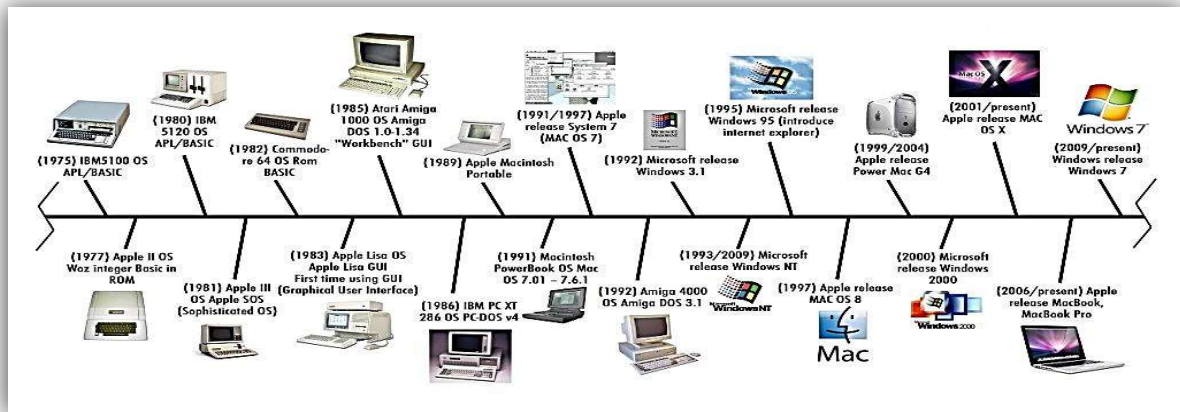 (1975) IBM5100 OS
APL/BASIC
(1980) IBM
5120 OS
APL/BASIC
(1982) Commodo-
re 64 OS Rom
BASIC
(1985) Atari Amiga
1000 OS Amiga
DOS 1.0-1.34
"Workbench" GUI
(1989) Apple Macintosh
Portable
(1991/1997) Apple
release System 7
(MAC OS 7)
(1992) Microsoft release
Windows 3.1
(1995) Microsoft release
Windows 95 (introduce
internet explorer)
(1999/2004)
Apple release
Power Mac G4
Mac OS X
(2001/present)
Apple release MAC
OS X
Windows 7
(2009/present)
Windows release
Windows 7
(1977) Apple II OS
Woz integer Basic in
ROM
(1981) Apple III
OS Apple SOS
(Sophisticated OS)
(1983) Apple Lisa OS
Apple Lisa GUI
First time using GUI
(Graphical User Interface)
(1986) IBM PC XT
286 OS PC-DOS v4
(1991) Macintosh
PowerBook OS Mac
OS 7.01 – 7.6.1
(1992) Amiga 4000
OS Amiga DOS 3.1
(1993/2009) Microsoft
release Windows NT
Microsoft
WindowsNT
(1997) Apple release
MAC OS 8
Mac
(2000) Microsoft
release Windows
2000
Windows 2000
(2006/present) Apple
release MacBook,
MacBook Pro